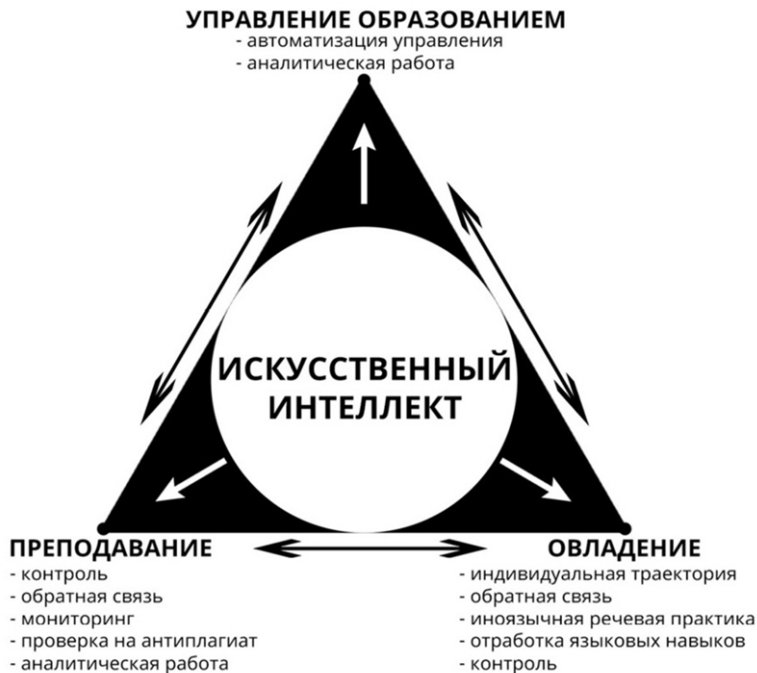 УПРАВЛЕНИЕ ОБРАЗОВАНИЕМ
- автоматизация управления
- аналитическая работа
ИСКУССТВЕННЫЙ
ИНТЕЛЛЕКТ
ПРЕПОДАВАНИЕ
- контроль
- обратная связь
- мониторинг
- проверка на антиплагиат
- аналитическая работа
ОВЛАДЕНИЕ
- индивидуальная траектория
- обратная связь
- иноязычная речевая практика
- отработка языковых навыков
- контроль